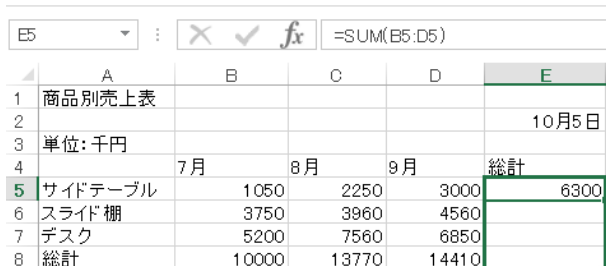 E5 fx =SUM(B5:D5)
A B C D E
1 商品別売上表
2 10月5日
3 単位:千円
4 7月 8月 9月 総計
5 サイドテーブル 1050 2250 3000 6300
6 スライド棚 3750 3960 4560
7 デスク 5200 7560 6850
8 総計 10000 13770 14410